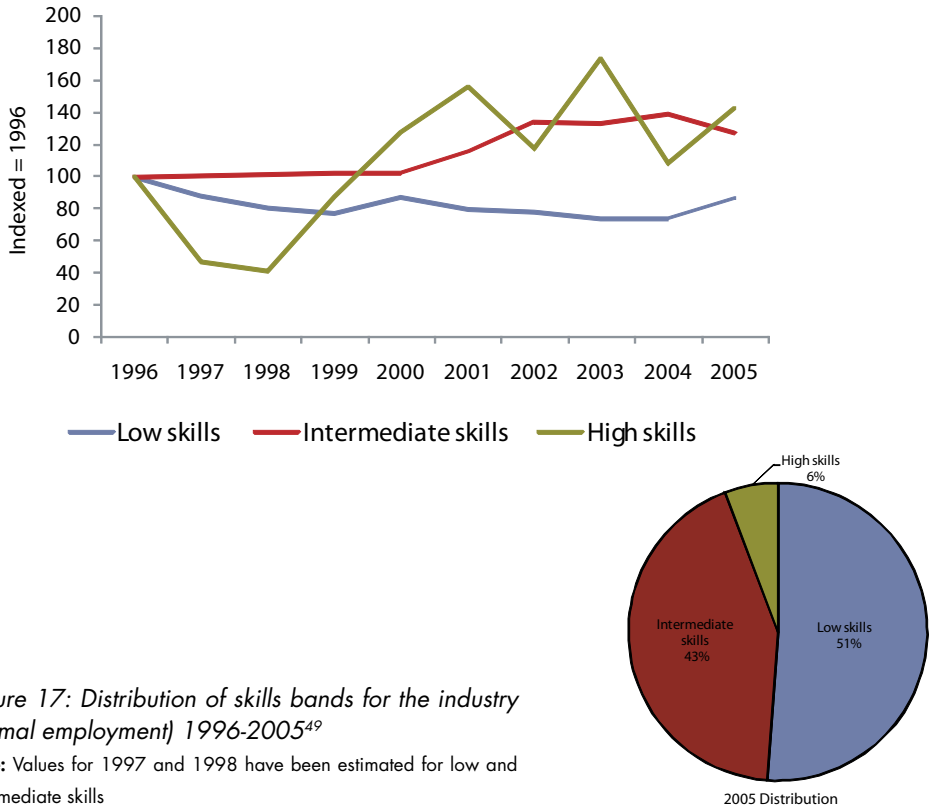 200
180
160
140
120
100
80
60
40
20
0
Indexed = 1996
1996 1997 1998 1999 2000 2001 2002 2003 2004 2005
Low skills Intermediate skills High skills
High skills
6%
Intermediate
skills
43%
Low skills
51%
2005 Distribution
ure 17: Distribution of skills bands for the industry
mal employment) 1996-2005⁴⁹
: Values for 1997 and 1998 have been estimated for low and
mediate skills